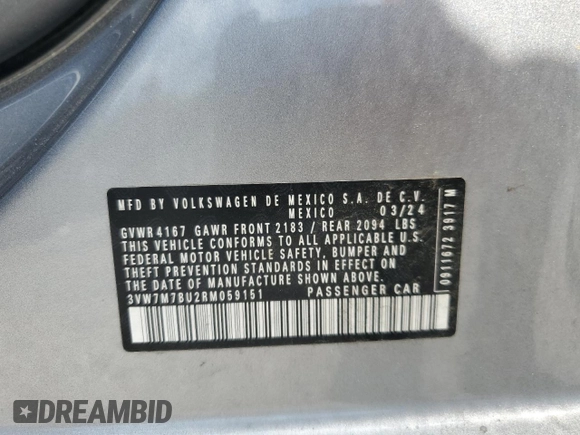 MFD BY VOLKSWAGEN DE MEXICO S.A. DE C.V.
MEXICO 03/24
GVWR 4167 GAWR FRONT 2183 / REAR 2094 LBS
THIS VEHICLE CONFORMS TO ALL APPLICABLE U.S.
FEDERAL MOTOR VEHICLE SAFETY, BUMPER AND
THEFT PREVENTION STANDARDS IN EFFECT ON
THE DATE OF MANUFACTURE SHOWN ABOVE.
3VW7M7BU2RM059151 PASSENGER CAR
0911672 3917 M
DREAMBID